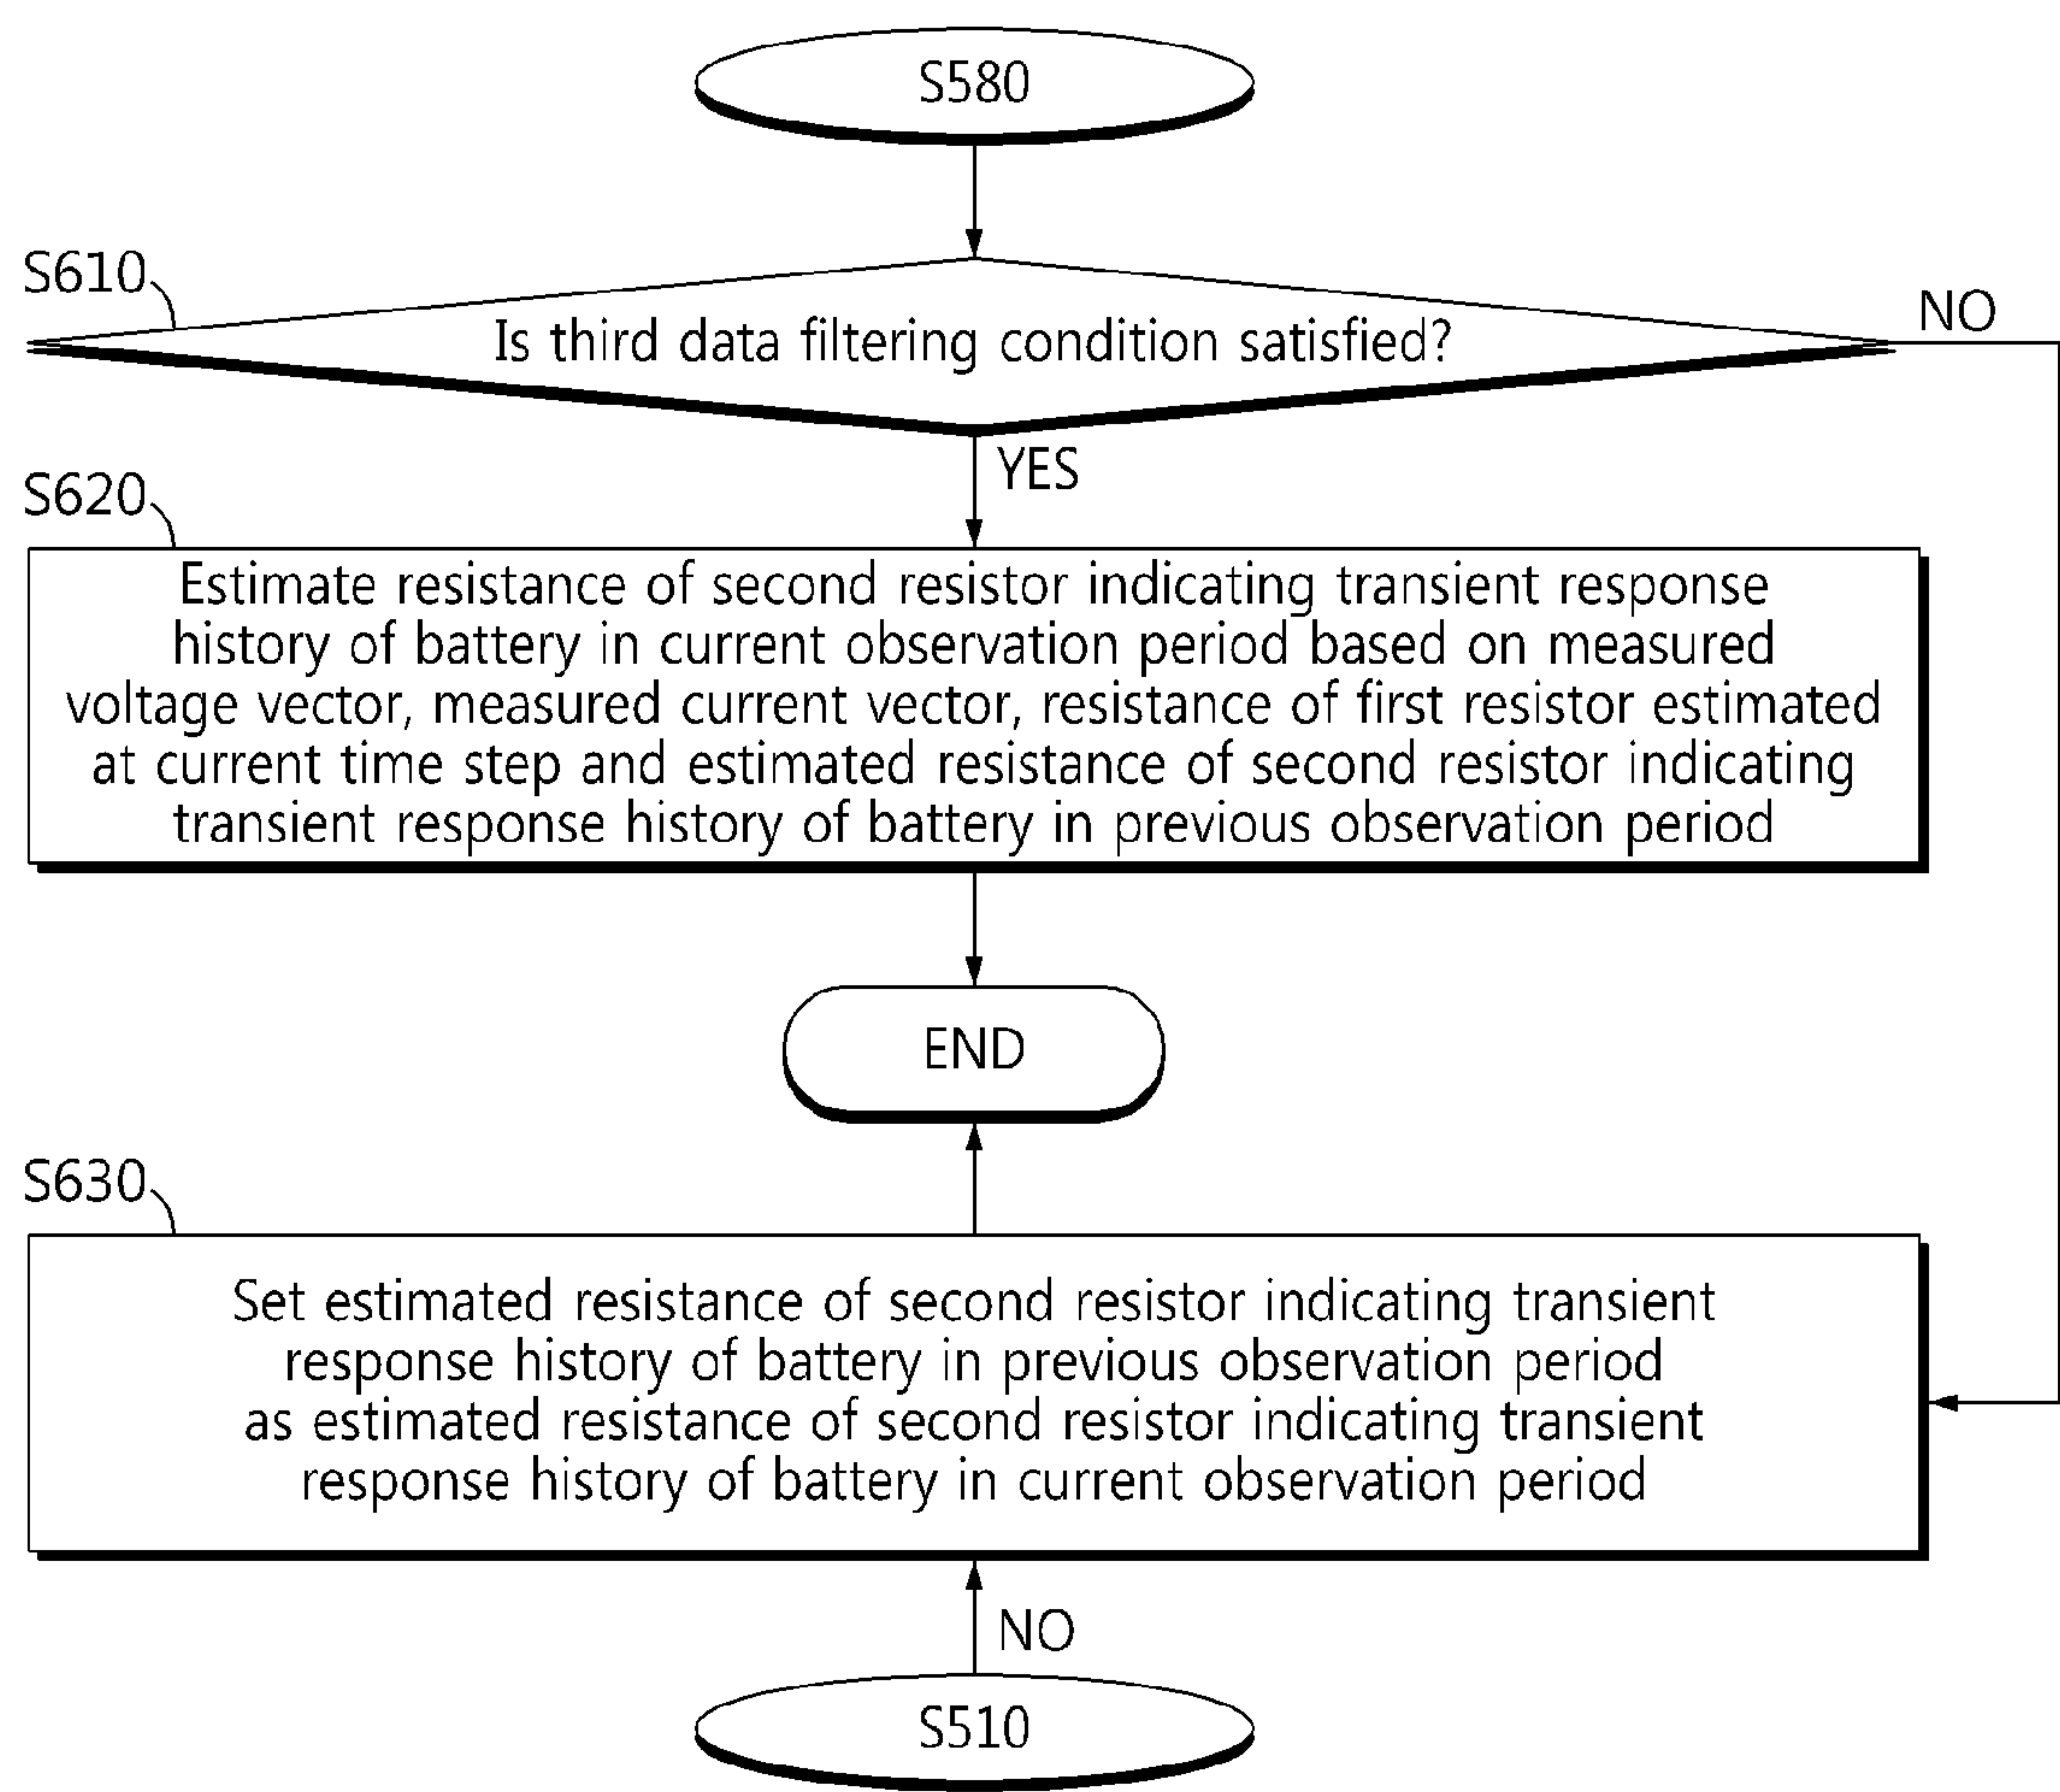 S580
S610
Is third data filtering condition satisfied?
NO
YES
S620
Estimate resistance of second resistor indicating transient response
history of battery in current observation period based on measured
voltage vector, measured current vector, resistance of first resistor estimated
at current time step and estimated resistance of second resistor indicating
transient response history of battery in previous observation period
END
S630
Set estimated resistance of second resistor indicating transient
response history of battery in previous observation period
as estimated resistance of second resistor indicating transient
response history of battery in current observation period
NO
S510